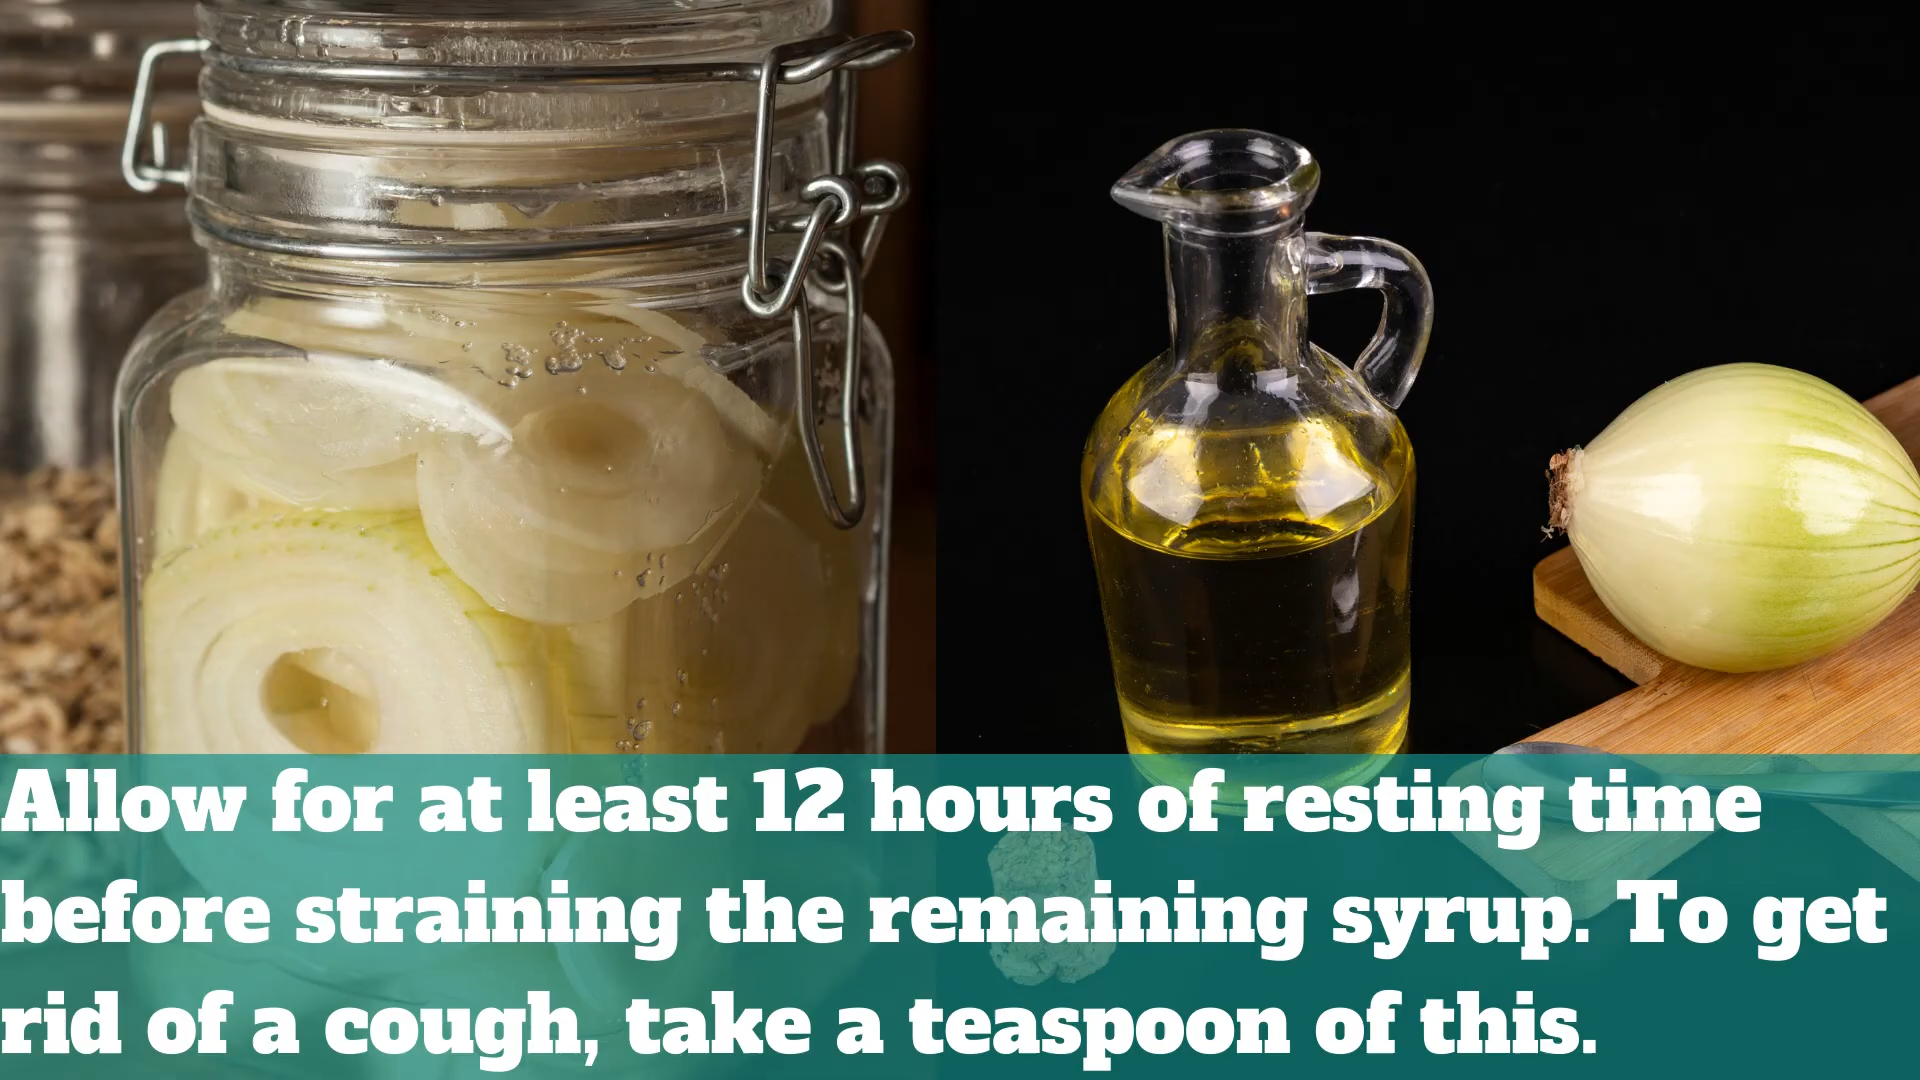 Allow for at least 12 hours of resting time
before straining the remaining syrup. To get
rid of a cough, take a teaspoon of this.